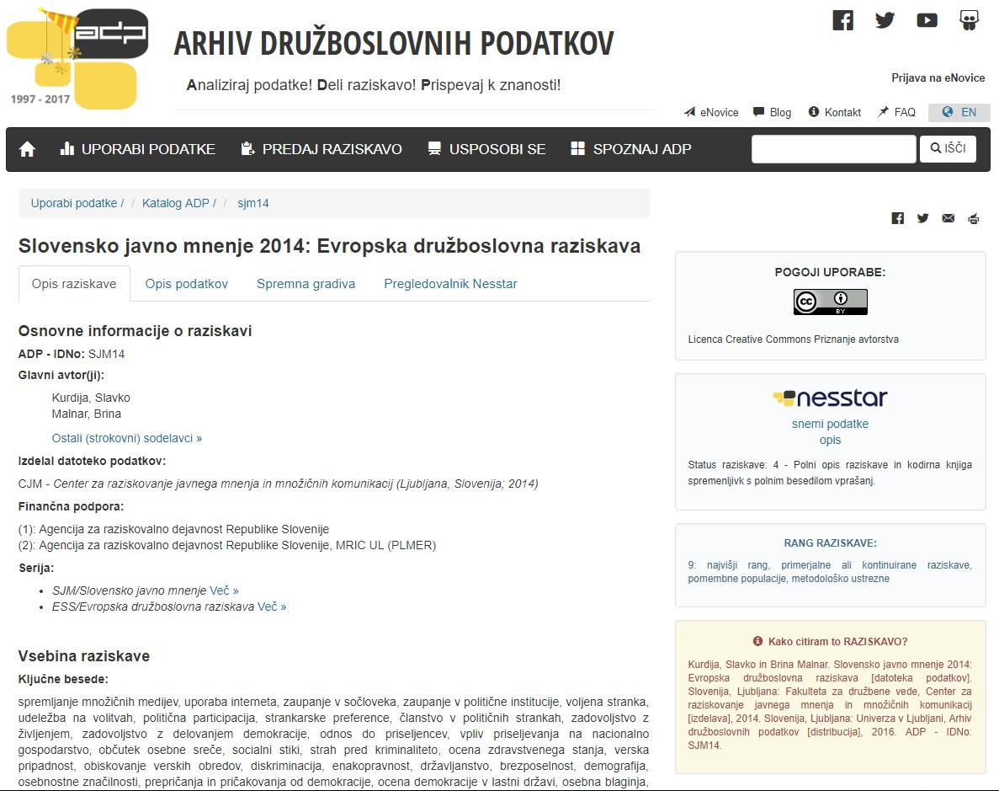 adp
1997 - 2017
ARHIV DRUŽBOSLOVNIH PODATKOV
Analiziraj podatke! Deli raziskavo! Prispevaj k znanosti!
Prijava na eNovice
eNovice Blog Kontakt FAQ EN
UPORABI PODATKE PREDAJ RAZISKAVO USPOSOBI SE SPOZNAJ ADP IŠČI
Uporabi podatke / / Katalog ADP / / sjm14
Slovensko javno mnenje 2014: Evropska družboslovna raziskava
Opis raziskave Opis podatkov Spremna gradiva Pregledovalnik Nesstar
Osnovne informacije o raziskavi
ADP - IDNo: SJM14
Glavni avtor(ji):
Kurdija, Slavko
Malnar, Brina
Ostali (strokovni) sodelavci »
Izdelal datoteko podatkov:
CJM - Center za raziskovanje javnega mnenja in množičnih komunikacij (Ljubljana, Slovenija; 2014)
Finančna podpora:
(1): Agencija za raziskovalno dejavnost Republike Slovenije
(2): Agencija za raziskovalno dejavnost Republike Slovenije, MRIC UL (PLMER)
Serija:
• SJM/Slovensko javno mnenje Več »
• ESS/Evropska družboslovna raziskava Več »
Vsebina raziskave
Ključne besede:
spremljanje množičnih medijev, uporaba interneta, zaupanje v sočloveka, zaupanje v politične institucije, voljena stranka,
udeležba na volitvah, politična participacija, strankarske preference, članstvo v političnih strankah, zadovoljstvo z
življenjem, zadovoljstvo z delovanjem demokracije, odnos do priseljencev, vpliv priseljevanja na nacionalno
gospodarstvo, občutek osebne sreče, socialni stiki, strah pred kriminaliteto, ocena zdravstvenega stanja, verska
pripadnost, obiskovanje verskih obredov, diskriminacija, enakopravnost, državljanstvo, brezposelnost, demografija,
osebnostne značilnosti, prepričanja in pričakovanja od demokracije, ocena demokracije v lastni državi, osebna blaginja,
POGOJI UPORABE:
cc BY
Licenca Creative Commons Priznanje avtorstva
nesstar
snemi podatke
opis
Status raziskave: 4 - Polni opis raziskave in kodirna knjiga
spremenljivk s polnim besedilom vprašanj.
RANG RAZISKAVE:
9: najvišji rang, primerjalne ali kontinuirane raziskave,
pomembne populacije, metodološko ustrezne
Kako citiram to RAZISKAVO?
Kurdija, Slavko in Brina Malnar. Slovensko javno mnenje 2014:
Evropska družboslovna raziskava [datoteka podatkov].
Slovenija, Ljubljana: Fakulteta za družbene vede, Center za
raziskovanje javnega mnenja in množičnih komunikacij
[izdelava], 2014. Slovenija, Ljubljana: Univerza v Ljubljani, Arhiv
družboslovnih podatkov [distribucija], 2016. ADP - IDNo:
SJM14.